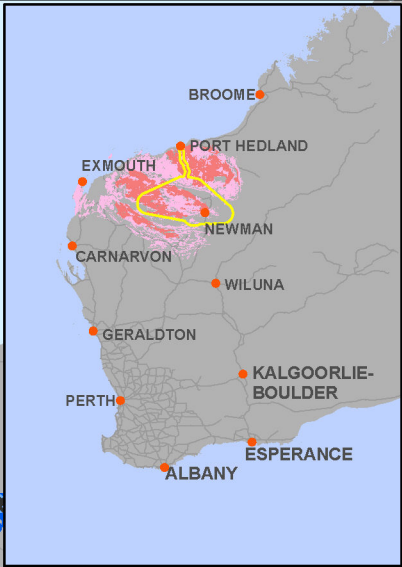 BROOME
PORT HEDLAND
EXMOUTH
NEWMAN
CARNARVON
WILUNA
GERALDTON
KALGOORLIE-
BOULDER
PERTH
ESPERANCE
ALBANY